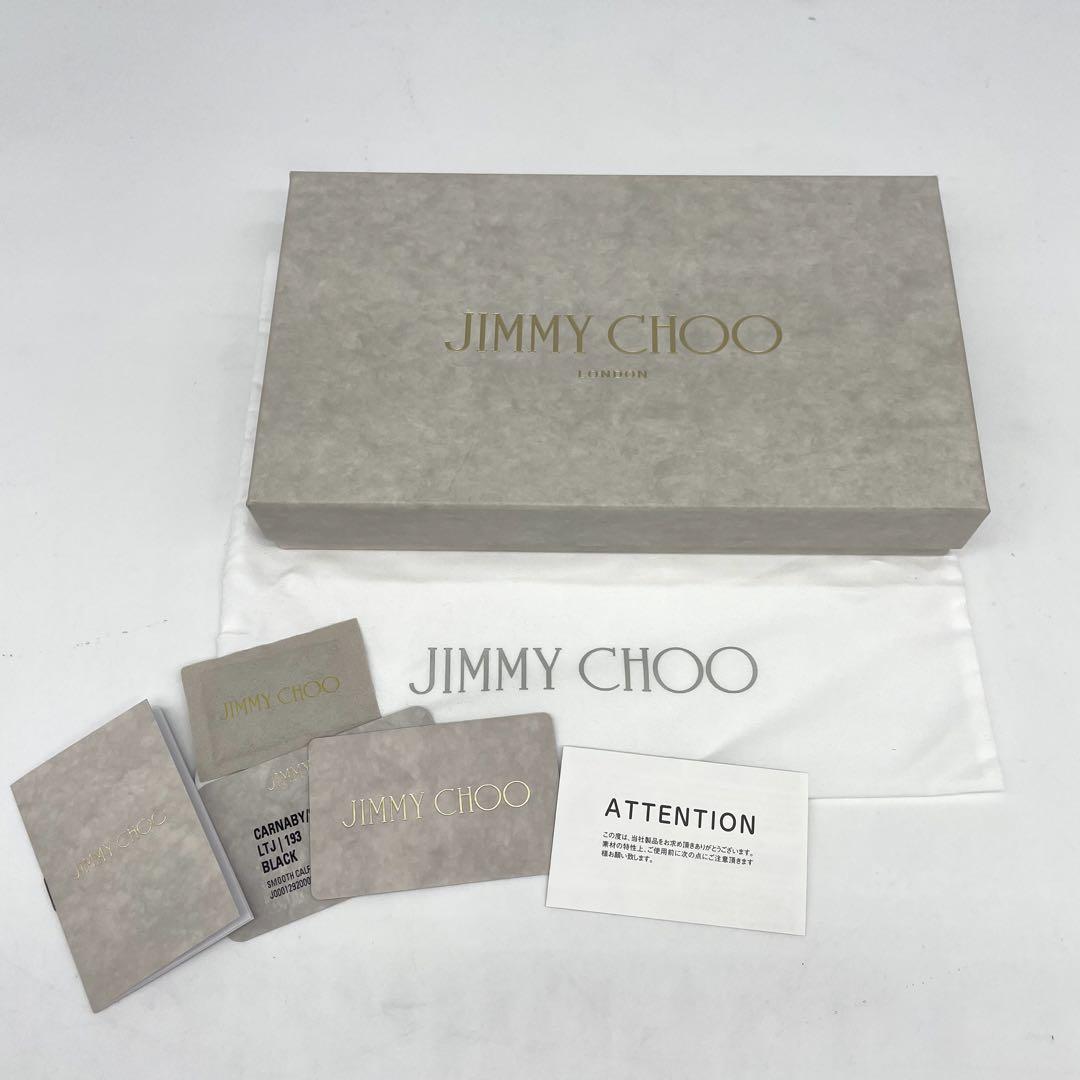 JIMMY CHOO
LONDON
JIMMY CHOO
JIMMY CHOO
JIMMY CHOO
JIMMY
CARNABY/
LTJ | 193
BLACK
SMOOTH CALF
J000129200
JIMMY CHOO
ATTENTION
この度は、当社製品をお求め頂きありがとうございます。
素材の特性上、ご使用前に次の点にご注意頂きます
様お願い致します。